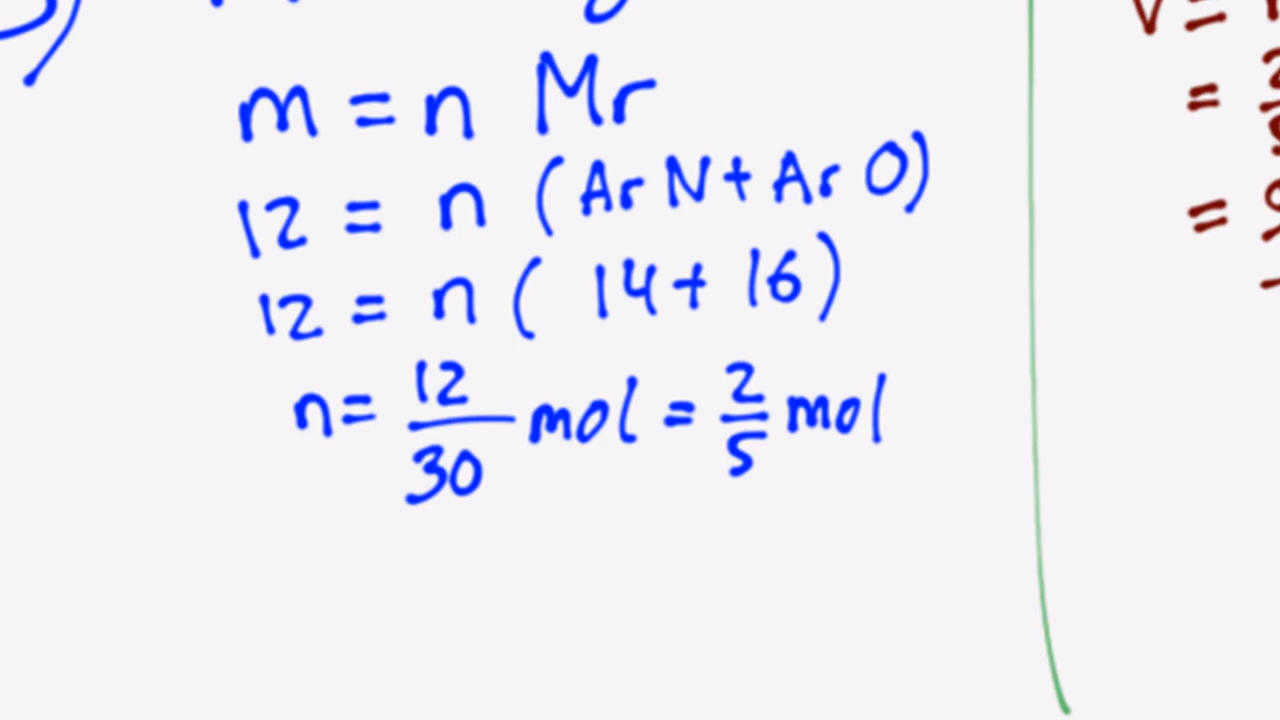 m = n Mr
12 = n (Ar N + Ar O)
12 = n ( 14 + 16 )
n = 12/30 mol = 2/5 mol
V =
=
=